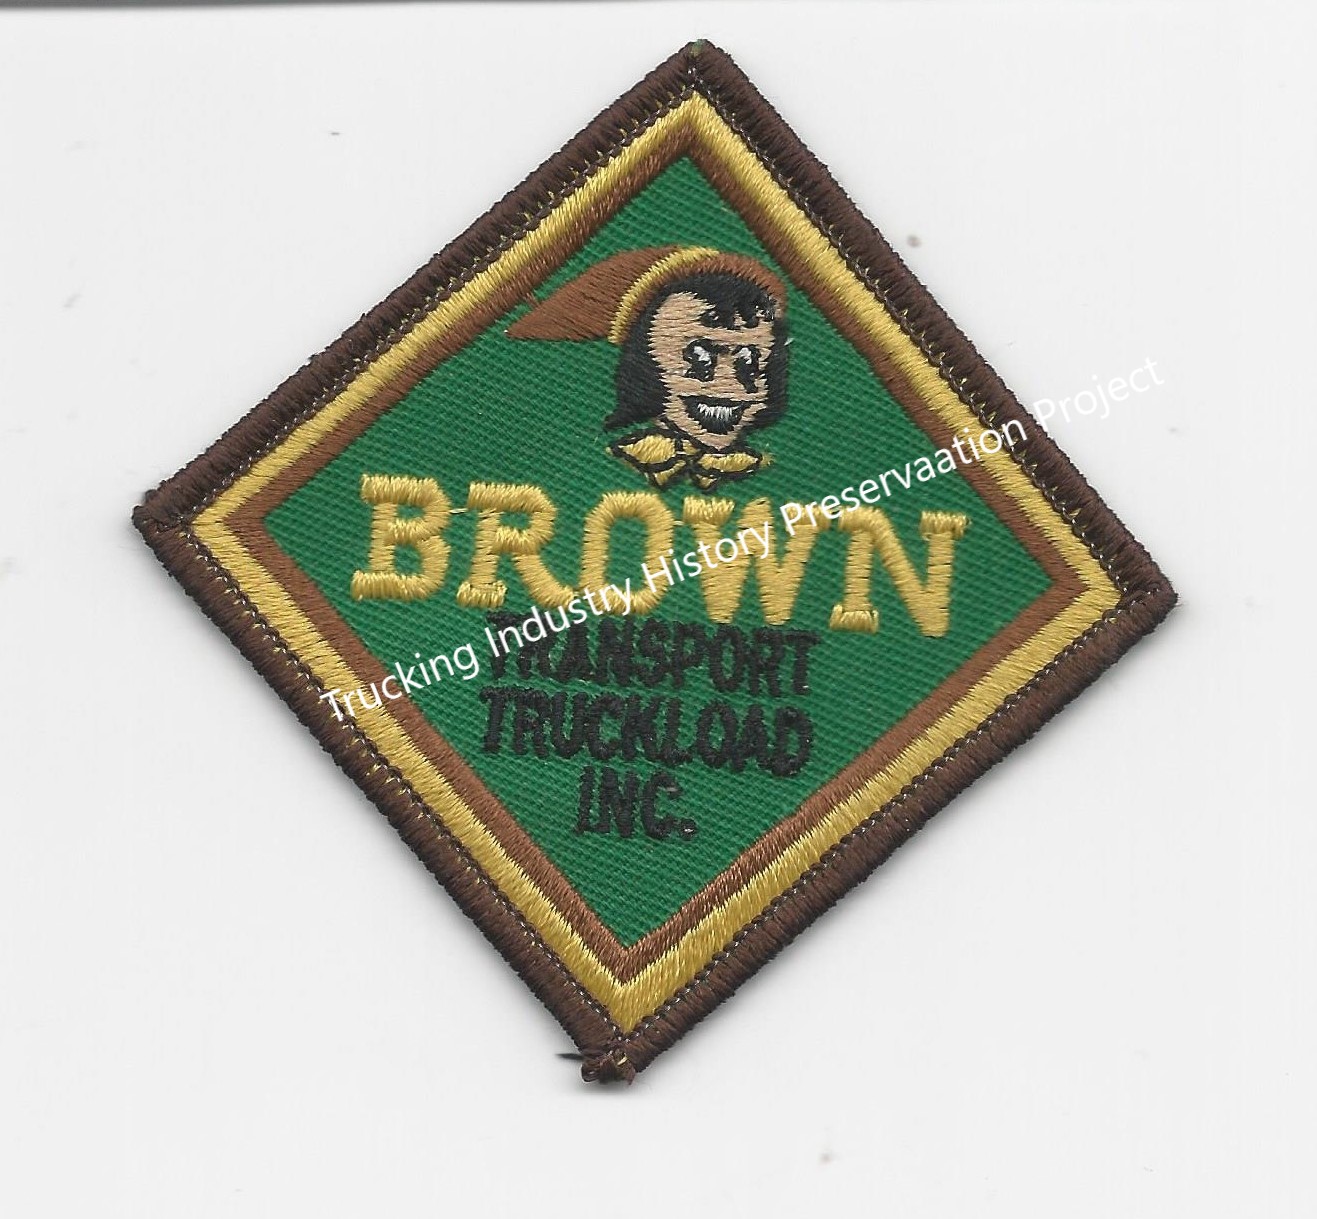 BROWN
TRANSPORT
TRUCKLOAD
INC.
Trucking Industry History Preservaation Project